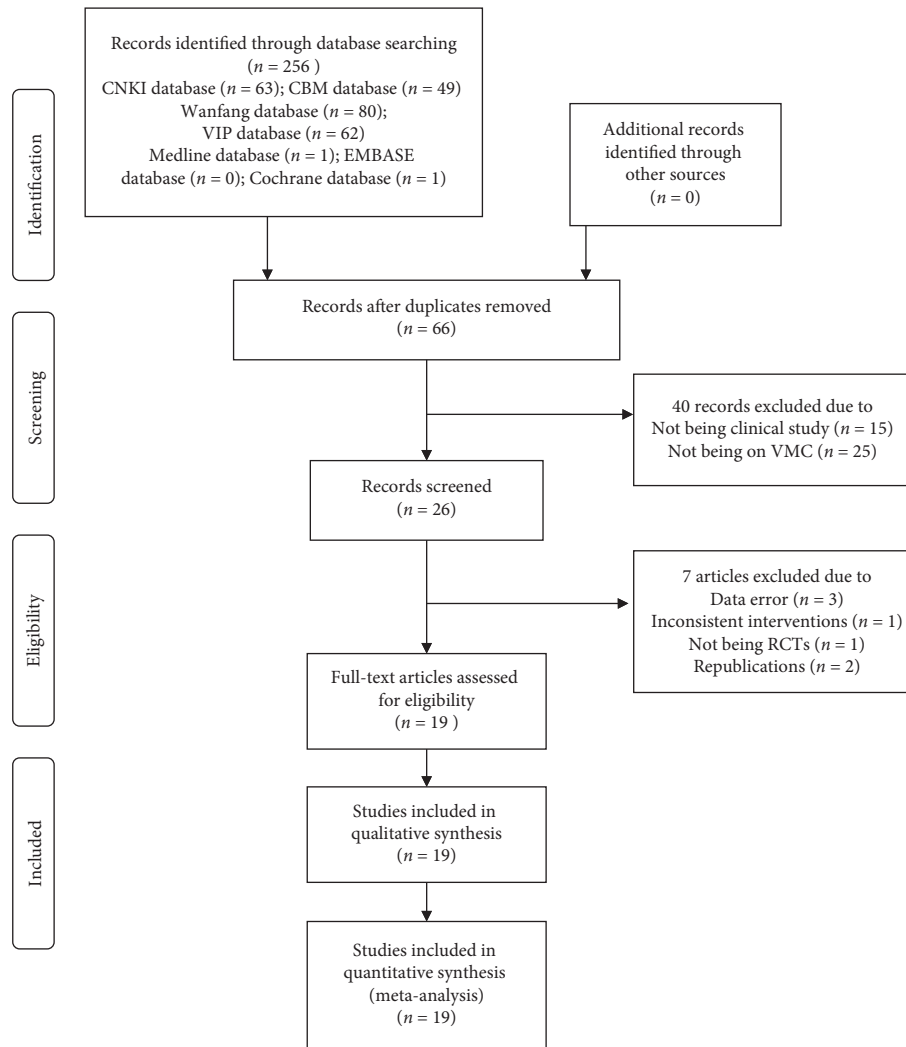 Records identified through database searching
(n = 256 )
CNKI database (n = 63); CBM database (n = 49)
Wanfang database (n = 80);
VIP database (n = 62)
Medline database (n = 1); EMBASE
database (n = 0); Cochrane database (n = 1)
Additional records
identified through
other sources
(n = 0)
Identification
Records after duplicates removed
(n = 66)
Screening
40 records excluded due to
Not being clinical study (n = 15)
Not being on VMC (n = 25)
Records screened
(n = 26)
Eligibility
7 articles excluded due to
Data error (n = 3)
Inconsistent interventions (n = 1)
Not being RCTs (n = 1)
Republications (n = 2)
Full-text articles assessed
for eligibility
(n = 19 )
Included
Studies included in
qualitative synthesis
(n = 19)
Studies included in
quantitative synthesis
(meta-analysis)
(n = 19)